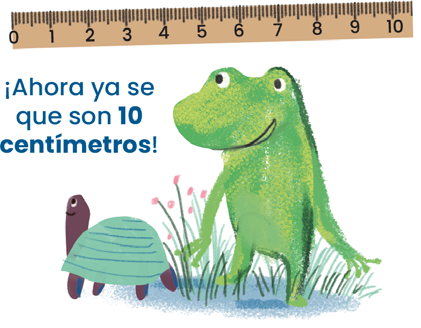 0 1 2 3 4 5 6 7 8 9 10
¡Ahora ya se
que son 10
centímetros!